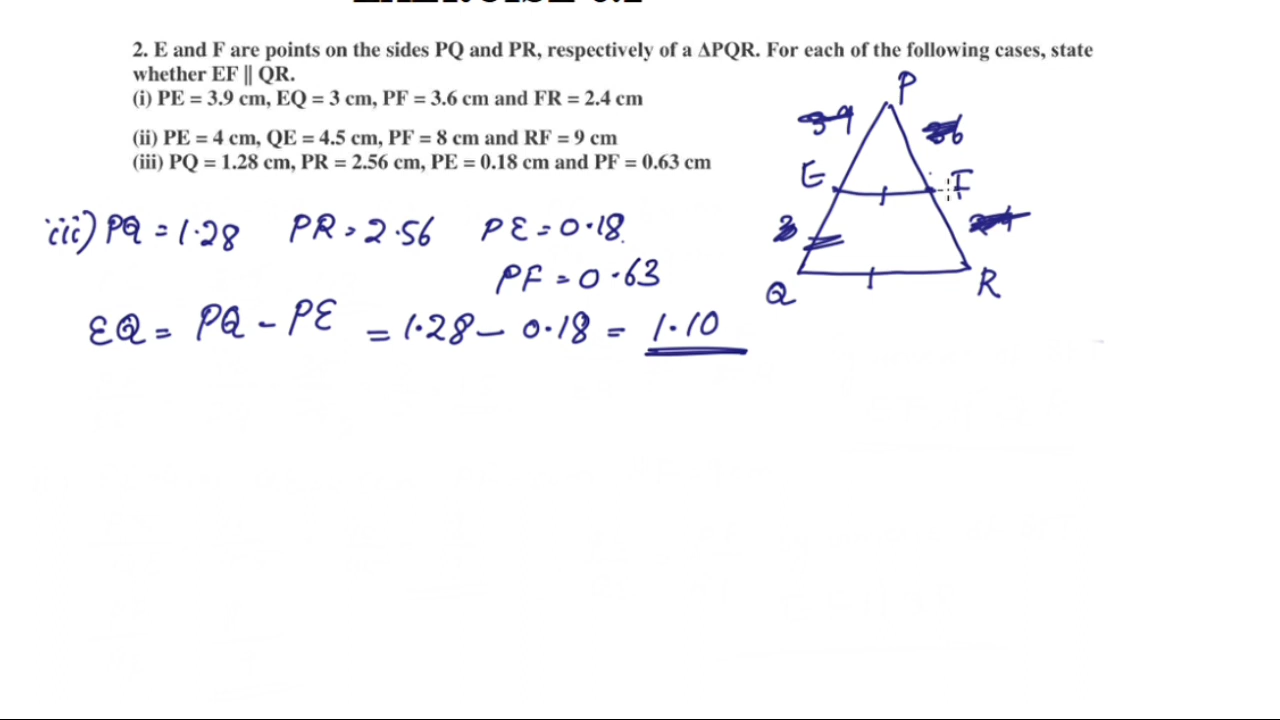 2. E and F are points on the sides PQ and PR, respectively of a ΔPQR. For each of the following cases, state
whether EF || QR.
(i) PE = 3.9 cm, EQ = 3 cm, PF = 3.6 cm and FR = 2.4 cm
(ii) PE = 4 cm, QE = 4.5 cm, PF = 8 cm and RF = 9 cm
(iii) PQ = 1.28 cm, PR = 2.56 cm, PE = 0.18 cm and PF = 0.63 cm
P
E
F
Q
R
iii) PQ = 1.28 PR = 2.56 PE = 0.18
PF = 0.63
EQ = PQ - PE = 1.28 - 0.18 = 1.10